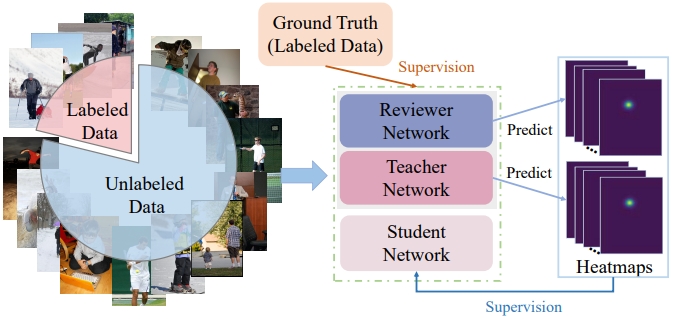 Ground Truth
(Labeled Data)
Supervision
Labeled
Data
Unlabeled
Data
Reviewer
Network
Teacher
Network
Student
Network
Predict
Predict
Heatmaps
Supervision